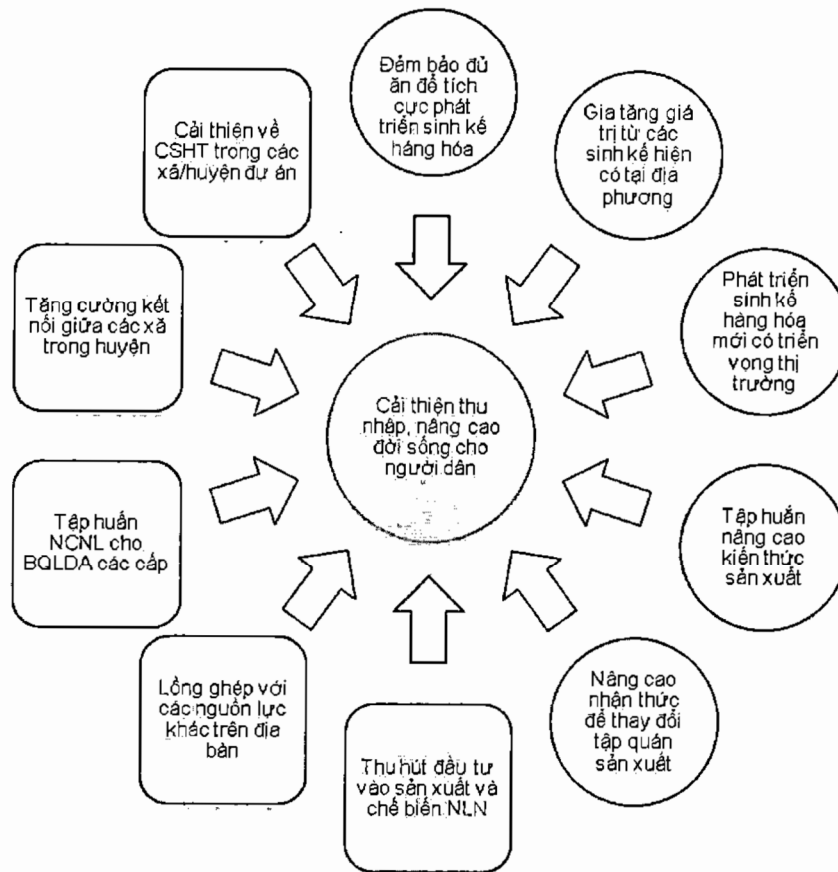 Đảm bảo đủ
ăn để tích
cực phát
triển sinh kế
hàng hóa
Gia tăng giá
trị từ các
sinh kế hiện
có tại địa
phương
Phát triển
sinh kế
hàng hóa
mới có triển
vọng thị
trường
Tập huấn
nâng cao
kiến thức
sản xuất
Nâng cao
nhận thức
để thay đổi
tập quán
sản xuất
Thu hút đầu tư
vào sản xuất và
chế biến NLN
Lồng ghép với
các nguồn lực
khác trên địa
bàn
Tập huấn
NCNL cho
BQLDA các cấp
Tăng cường kết
nối giữa các xã
trong huyện
Cải thiện về
CSHT trong các
xã/huyện dự án
Cải thiện thu
nhập, nâng cao
đời sống cho
người dân